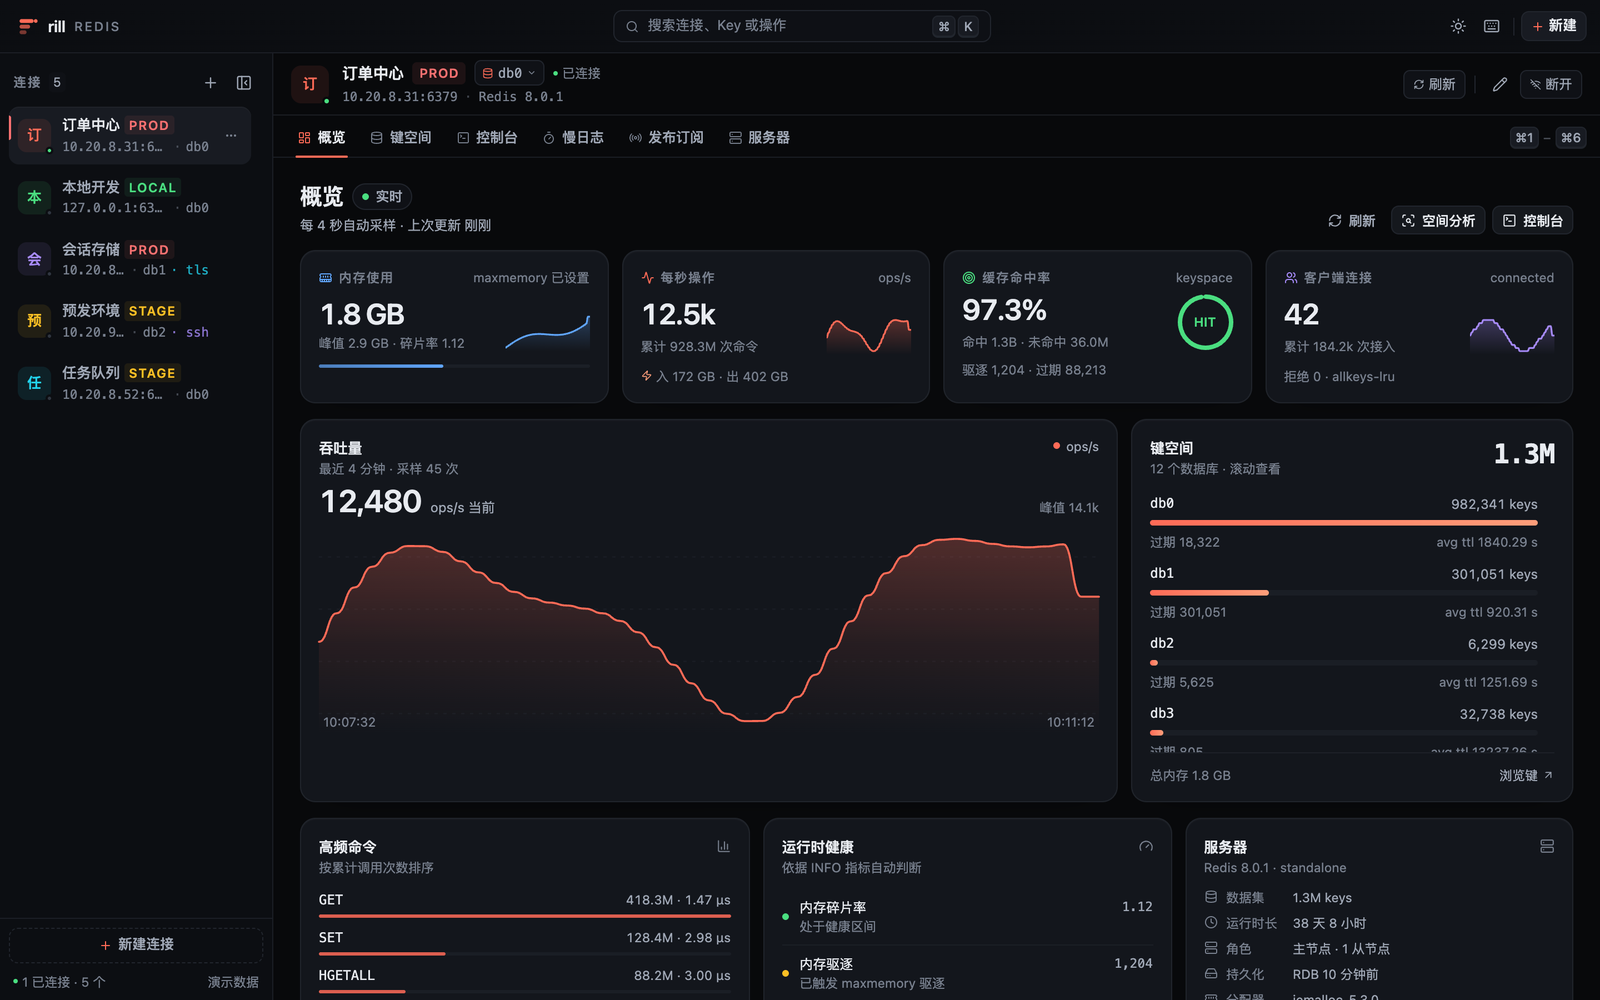 rill REDIS
搜索连接、Key 或操作
⌘ K
+ 新建
连接 5
订
订单中心 PROD
10.20.8.31:6… · db0
本
本地开发 LOCAL
127.0.0.1:63… · db0
会
会话存储 PROD
10.20.8… · db1 · tls
预
预发环境 STAGE
10.20.9… · db2 · ssh
任
任务队列 STAGE
10.20.8.52:6… · db0
+ 新建连接
1 已连接 · 5 个
演示数据
订
订单中心 PROD db0 已连接
10.20.8.31:6379 · Redis 8.0.1
刷新
断开
概览
键空间
控制台
慢日志
发布订阅
服务器
⌘1 – ⌘6
概览 实时
每 4 秒自动采样 · 上次更新 刚刚
刷新
空间分析
控制台
内存使用 maxmemory 已设置
1.8 GB
峰值 2.9 GB · 碎片率 1.12
每秒操作 ops/s
12.5k
累计 928.3M 次命令
入 172 GB · 出 402 GB
缓存命中率 keyspace
97.3%
HIT
命中 1.3B · 未命中 36.0M
驱逐 1,204 · 过期 88,213
客户端连接 connected
42
累计 184.2k 次接入
拒绝 0 · allkeys-lru
吞吐量 ops/s
最近 4 分钟 · 采样 45 次
12,480 ops/s 当前 峰值 14.1k
10:07:32 10:11:12
键空间 1.3M
12 个数据库 · 滚动查看
db0 982,341 keys
过期 18,322 avg ttl 1840.29 s
db1 301,051 keys
过期 301,051 avg ttl 920.31 s
db2 6,299 keys
过期 5,625 avg ttl 1251.69 s
db3 32,738 keys
过期 805 avg ttl 13237.26 s
总内存 1.8 GB 浏览键
高频命令
按累计调用次数排序
GET 418.3M · 1.47 µs
SET 128.4M · 2.98 µs
HGETALL 88.2M · 3.00 µs
运行时健康
依据 INFO 指标自动判断
内存碎片率 1.12
处于健康区间
内存驱逐 1,204
已触发 maxmemory 驱逐
服务器
Redis 8.0.1 · standalone
数据集 1.3M keys
运行时长 38 天 8 小时
角色 主节点 · 1 从节点
持久化 RDB 10 分钟前
分配器 jemalloc-5.3.0